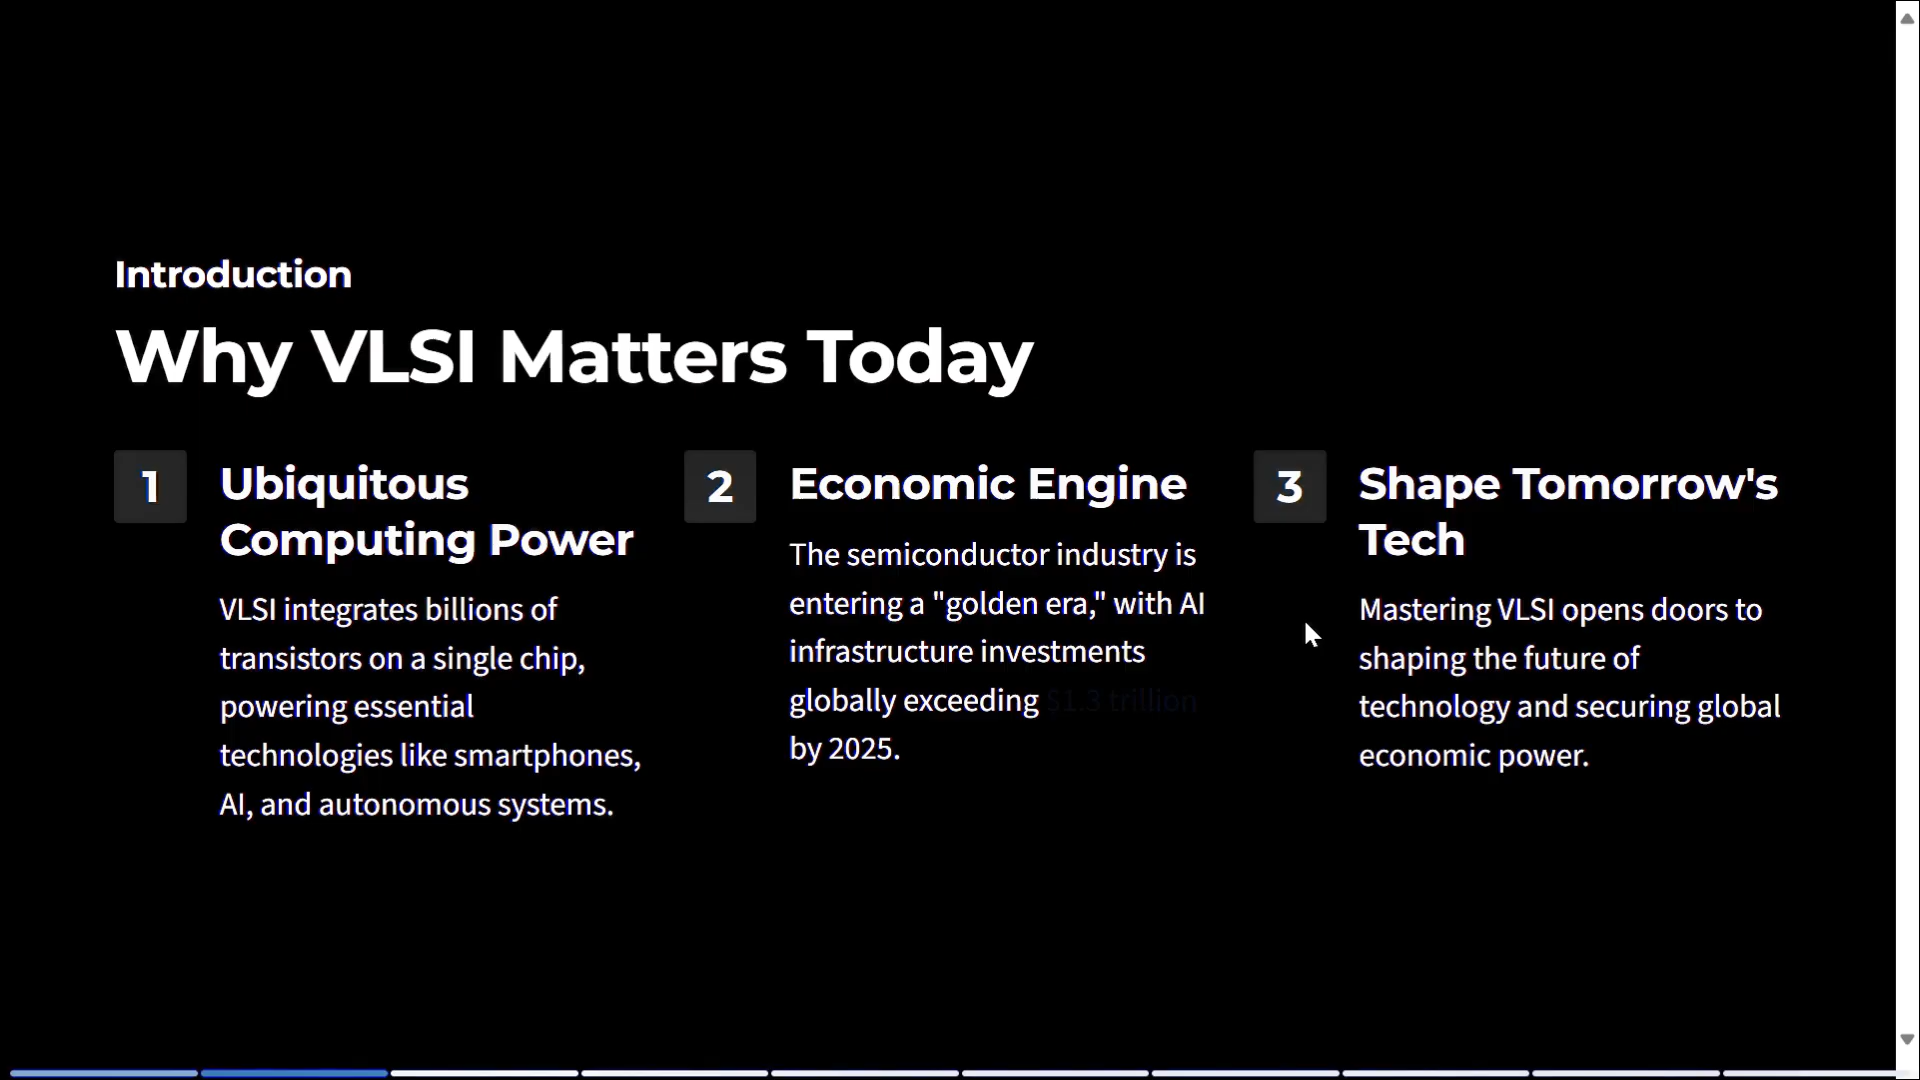 Introduction
Why VLSI Matters Today
1
Ubiquitous
Computing Power
VLSI integrates billions of
transistors on a single chip,
powering essential
technologies like smartphones,
AI, and autonomous systems.
2
Economic Engine
The semiconductor industry is
entering a "golden era," with AI
infrastructure investments
globally exceeding $1.3 trillion
by 2025.
3
Shape Tomorrow's
Tech
Mastering VLSI opens doors to
shaping the future of
technology and securing global
economic power.